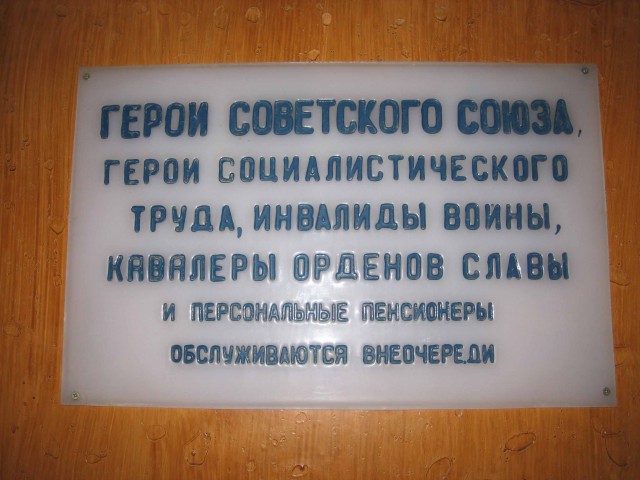 ГЕРОИ СОВЕТСКОГО СОЮЗА,
ГЕРОИ СОЦИАЛИСТИЧЕСКОГО
ТРУДА, ИНВАЛИДЫ ВОЙНЫ,
КАВАЛЕРЫ ОРДЕНОВ СЛАВЫ
И ПЕРСОНАЛЬНЫЕ ПЕНСИОНЕРЫ
ОБСЛУЖИВАЮТСЯ ВНЕОЧЕРЕДИ